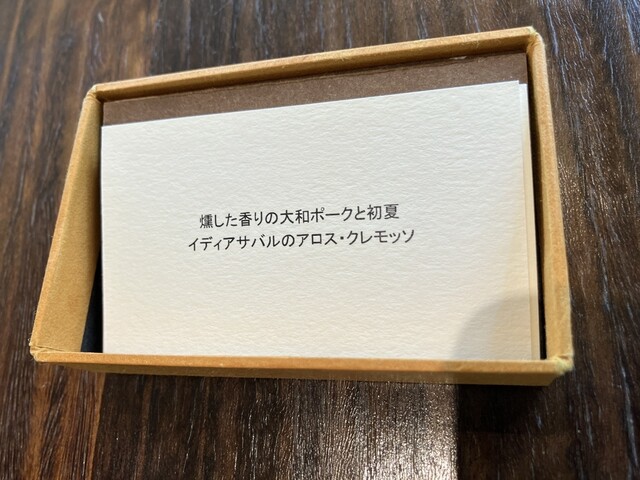 燻した香りの大和ポークと初夏
イディアサバルのアロス・クレモッソ